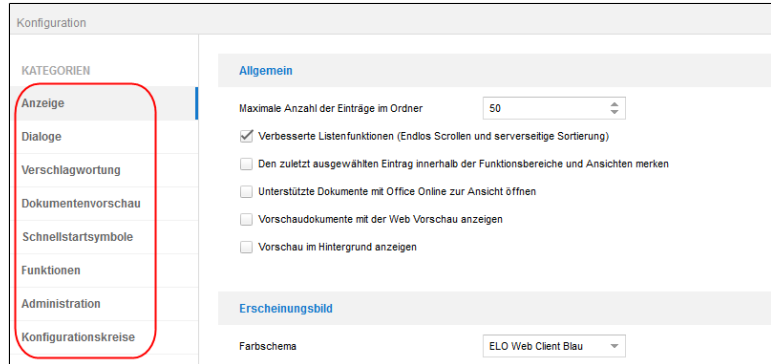 Konfiguration
KATEGORIEN
Anzeige
Dialoge
Verschlagwortung
Dokumentenvorschau
Schnellstartsymbole
Funktionen
Administration
Konfigurationskreise
Allgemein
Maximale Anzahl der Einträge im Ordner 50
Verbesserte Listenfunktionen (Endlos Scrollen und serverseitige Sortierung)
Den zuletzt ausgewählten Eintrag innerhalb der Funktionsbereiche und Ansichten merken
Unterstützte Dokumente mit Office Online zur Ansicht öffnen
Vorschaudokumente mit der Web Vorschau anzeigen
Vorschau im Hintergrund anzeigen
Erscheinungsbild
Farbschema ELO Web Client Blau